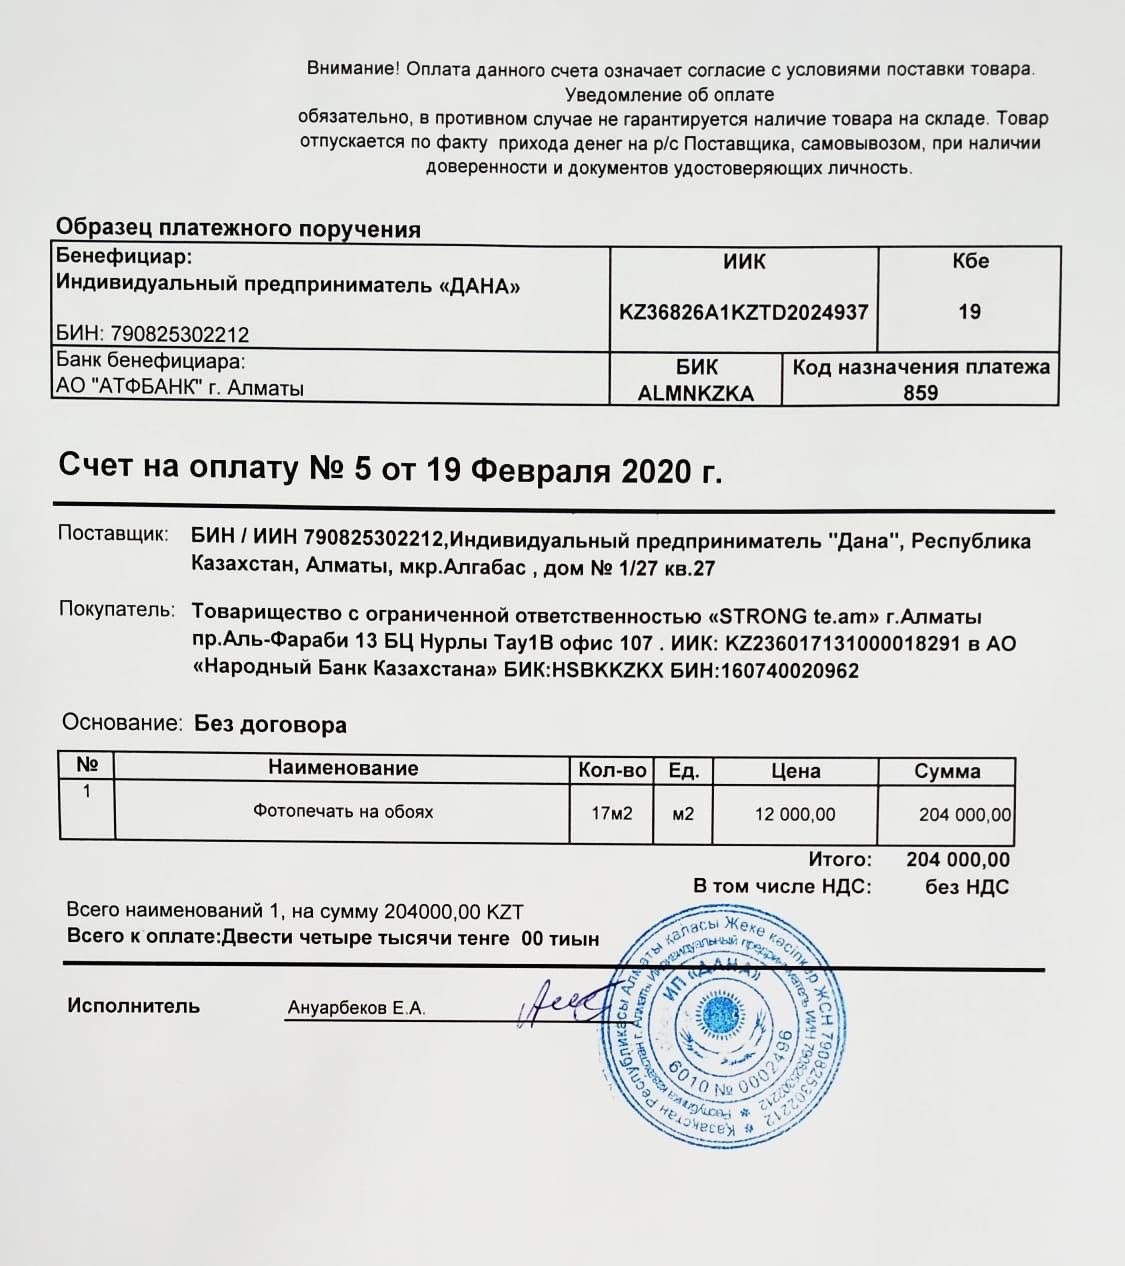 Внимание! Оплата данного счета означает согласие с условиями поставки товара.
Уведомление об оплате
обязательно, в противном случае не гарантируется наличие товара на складе. Товар
отпускается по факту прихода денег на р/с Поставщика, самовывозом, при наличии
доверенности и документов удостоверяющих личность.
Образец платежного поручения
Бенефициар:
Индивидуальный предприниматель «ДАНА»
БИН: 790825302212
ИИК
KZ36826A1KZTD2024937
Кбе
19
Банк бенефициара:
АО "АТФБАНК" г. Алматы
БИК
ALMNKZKA
Код назначения платежа
859
Счет на оплату № 5 от 19 Февраля 2020 г.
Поставщик: БИН / ИИН 790825302212,Индивидуальный предприниматель "Дана", Республика
Казахстан, Алматы, мкр.Алгабас , дом № 1/27 кв.27
Покупатель: Товарищество с ограниченной ответственностью «STRONG te.am» г.Алматы
пр.Аль-Фараби 13 БЦ Нурлы Тау1В офис 107 . ИИК: KZ236017131000018291 в АО
«Народный Банк Казахстана» БИК:HSBKKZKX БИН:160740020962
Основание: Без договора
№ Наименование Кол-во Ед. Цена Сумма
1 Фотопечать на обоях 17м2 м2 12 000,00 204 000,00
Итого: 204 000,00
В том числе НДС: без НДС
Всего наименований 1, на сумму 204000,00 KZT
Всего к оплате:Двести четыре тысячи тенге 00 тиын
Исполнитель Ануарбеков Е.А.
Қазақстан Республикасы Алматы қаласы Жеке кәсіпкер ЖСН 790825302212
Республика Казахстан г. Алматы Индивидуальный предприниматель ИИН 790825302212
ИП «ДАНА»
6010 № 0002496